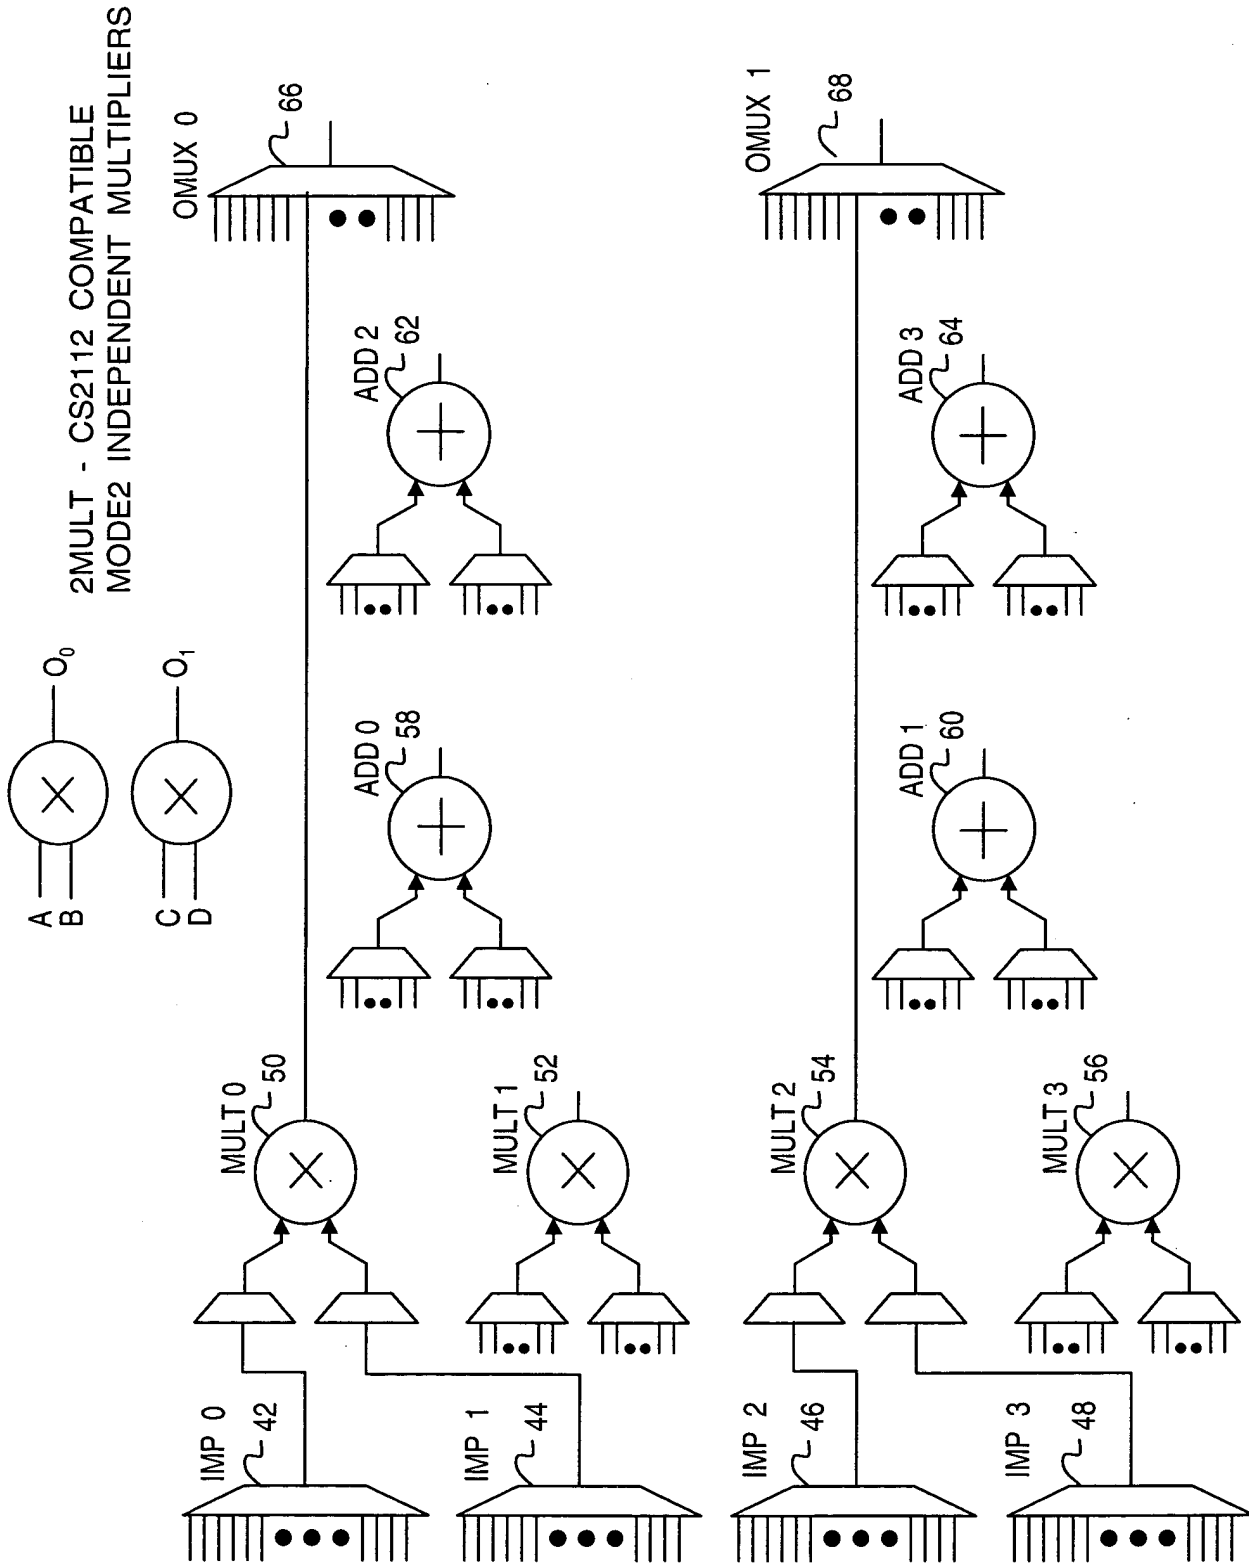 2MULT - CS2112 COMPATIBLE
MODE2 INDEPENDENT MULTIPLIERS
A
B
O0
C
D
O1
IMP 0
42
MULT 0
50
ADD 0
58
ADD 2
62
OMUX 0
66
IMP 1
44
MULT 1
52
IMP 2
46
MULT 2
54
ADD 1
60
ADD 3
64
OMUX 1
68
IMP 3
48
MULT 3
56